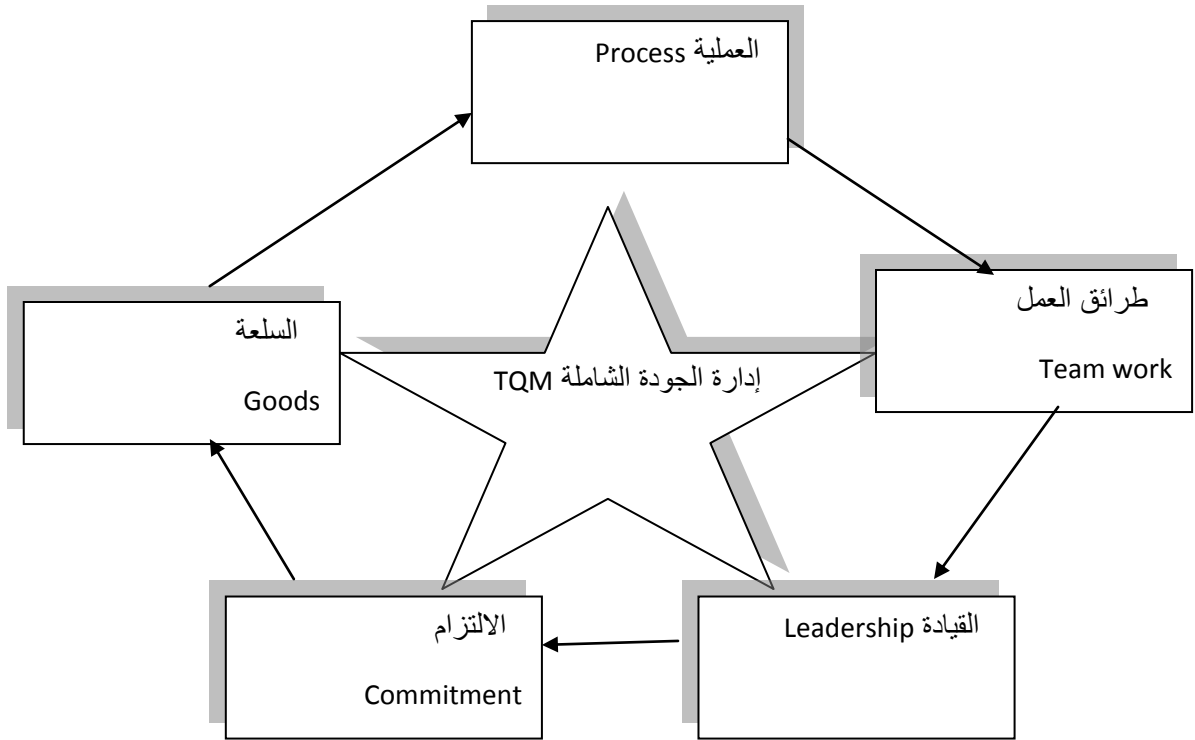 العملية Process
طرائق العمل
Team work
السلعة
Goods
إدارة الجودة الشاملة TQM
القيادة Leadership
الالتزام
Commitment